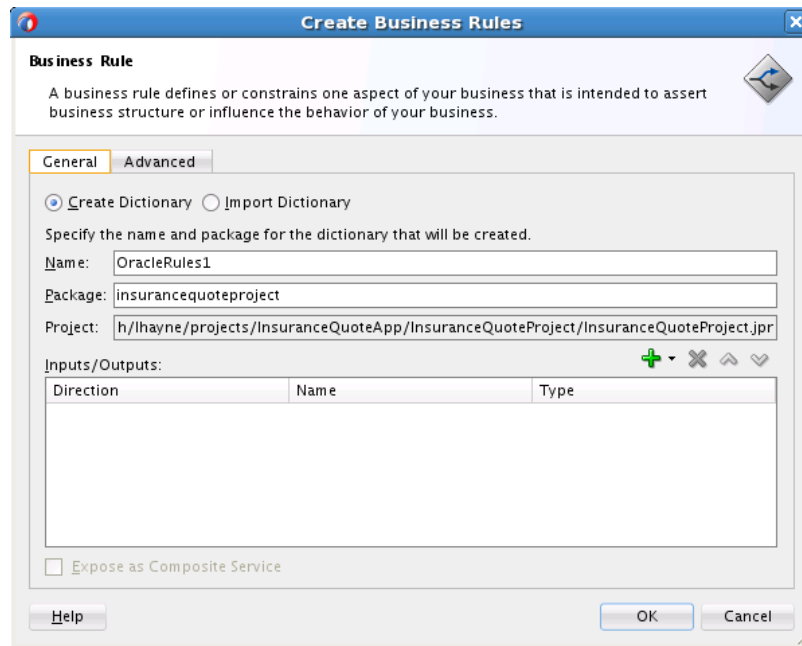 Create Business Rules
Business Rule
A business rule defines or constrains one aspect of your business that is intended to assert
business structure or influence the behavior of your business.
General Advanced
Create Dictionary Import Dictionary
Specify the name and package for the dictionary that will be created.
Name: OracleRules1
Package: insurancequoteproject
Project: h/lhayne/projects/InsuranceQuoteApp/InsuranceQuoteProject/InsuranceQuoteProject.jpr
Inputs/Outputs:
Direction Name Type
Expose as Composite Service
Help OK Cancel